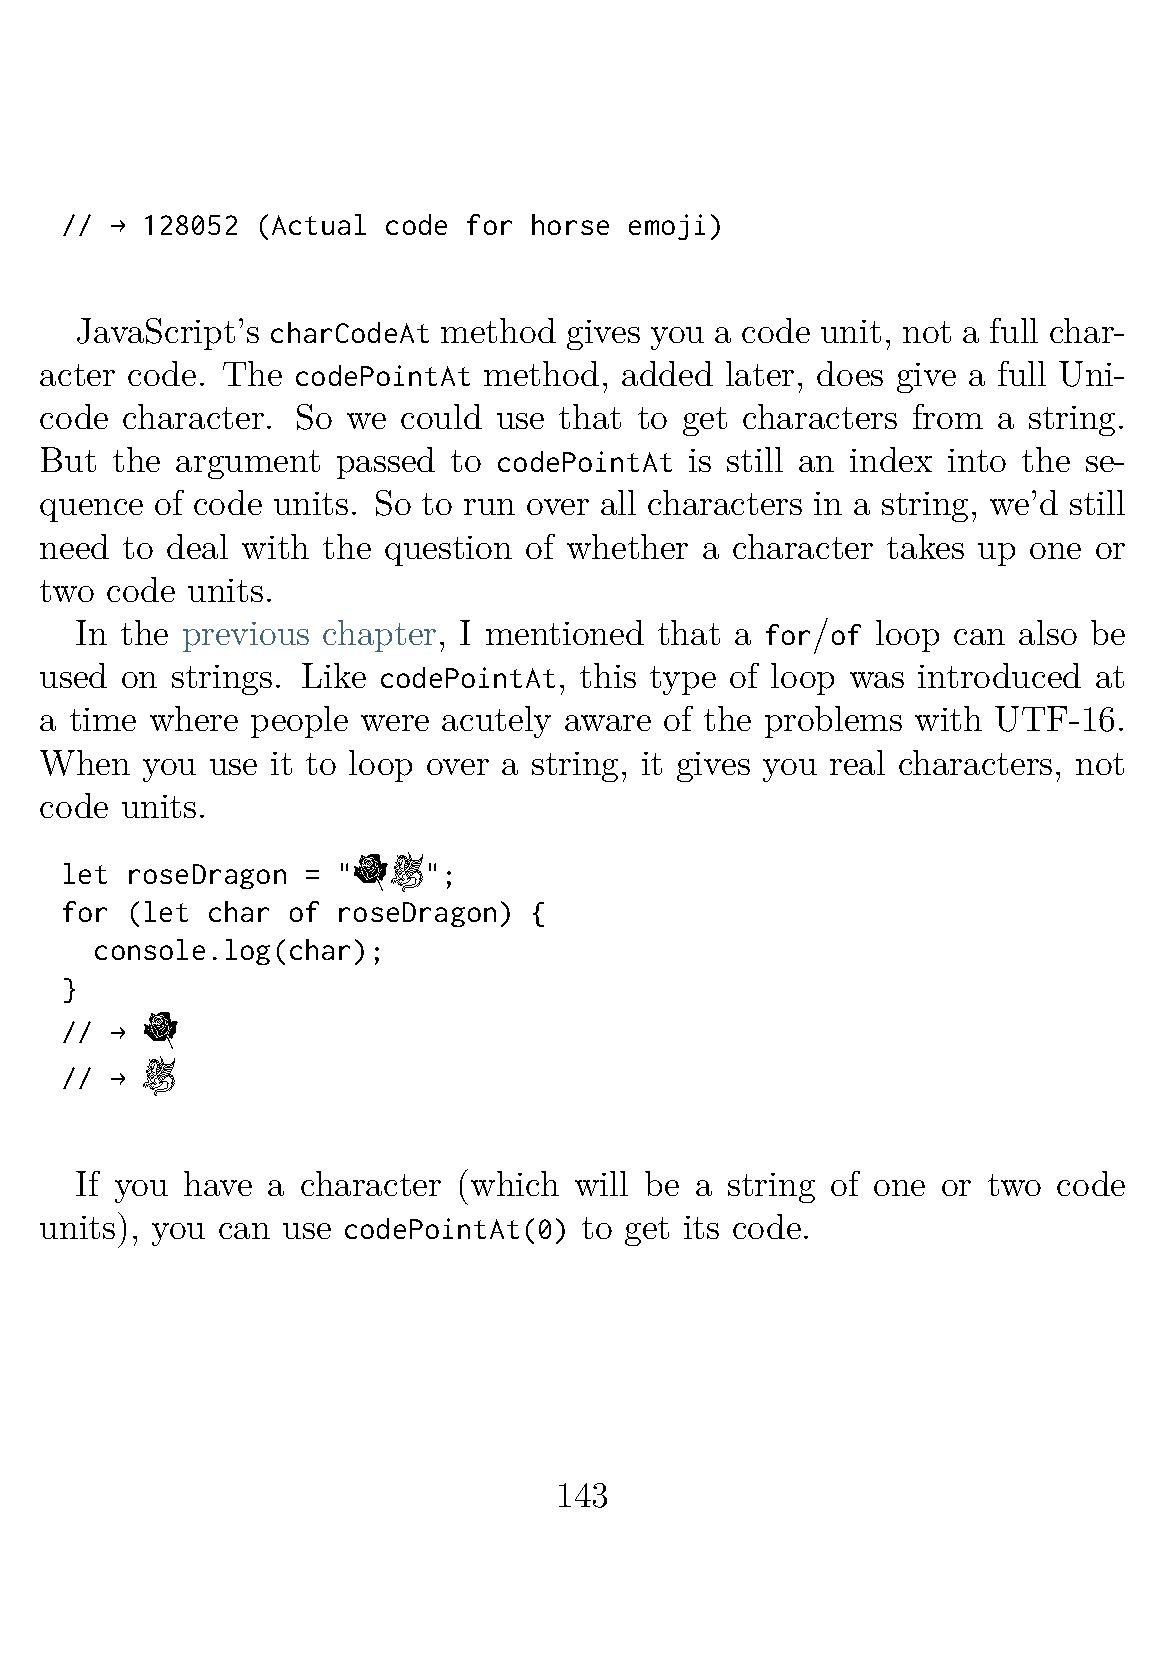 // → 128052 (Actual code for horse emoji)
JavaScript’s charCodeAt method gives you a code unit, not a full char-
acter code. The codePointAt method, added later, does give a full Uni-
code character. So we could use that to get characters from a string.
But the argument passed to codePointAt is still an index into the se-
quence of code units. So to run over all characters in a string, we’d still
need to deal with the question of whether a character takes up one or
two code units.
In the previous chapter, I mentioned that a for/of loop can also be
used on strings. Like codePointAt, this type of loop was introduced at
a time where people were acutely aware of the problems with UTF-16.
When you use it to loop over a string, it gives you real characters, not
code units.
let roseDragon = "🌹🐉";
for (let char of roseDragon) {
  console.log(char);
}
// → 🌹
// → 🐉
If you have a character (which will be a string of one or two code
units), you can use codePointAt(0) to get its code.
143